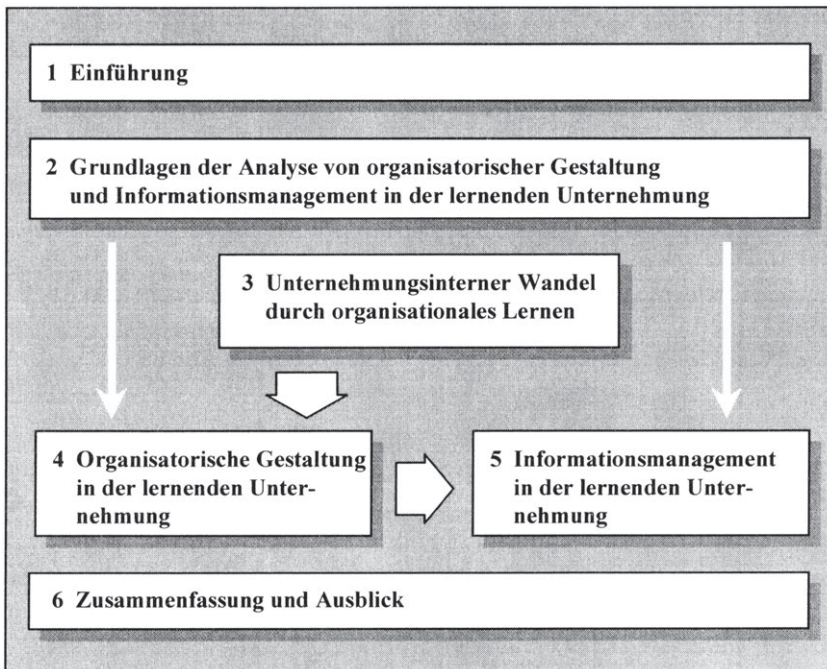 1 Einführung
2 Grundlagen der Analyse von organisatorischer Gestaltung
und Informationsmanagement in der lernenden Unternehmung
3 Unternehmungsinterner Wandel
durch organisationales Lernen
4 Organisatorische Gestaltung
in der lernenden Unter-
nehmung
5 Informationsmanagement
in der lernenden Unter-
nehmung
6 Zusammenfassung und Ausblick